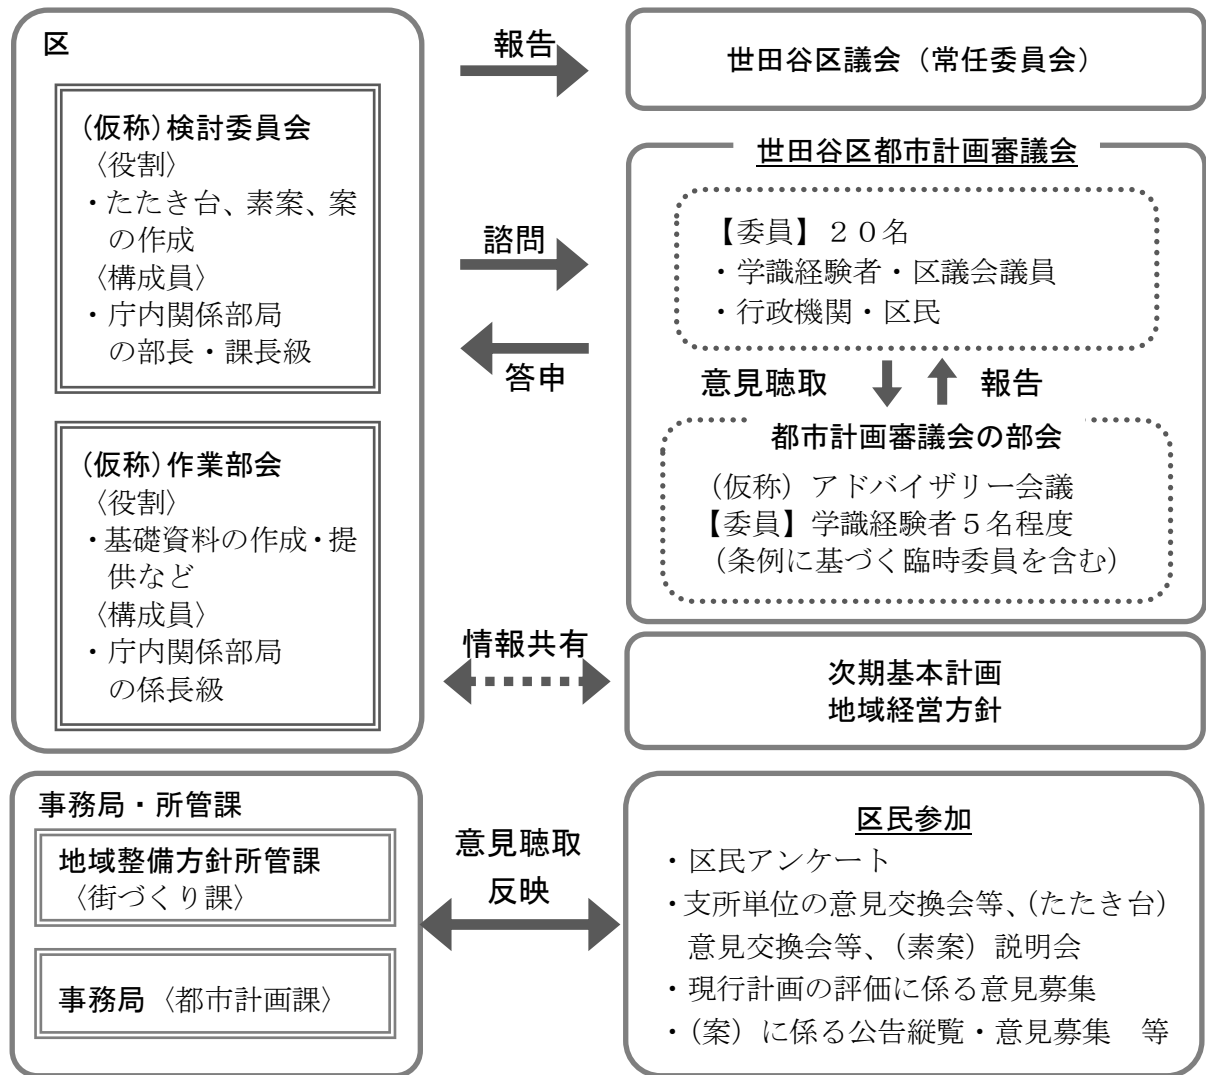 区
(仮称)検討委員会
〈役割〉
・たたき台、素案、案
の作成
〈構成員〉
・庁内関係部局
の部長・課長級
(仮称)作業部会
〈役割〉
・基礎資料の作成・提
供など
〈構成員〉
・庁内関係部局
の係長級
報告
諮問
答申
情報共有
世田谷区議会（常任委員会）
世田谷区都市計画審議会
【委員】２０名
・学識経験者・区議会議員
・行政機関・区民
意見聴取
報告
都市計画審議会の部会
（仮称）アドバイザリー会議
【委員】学識経験者５名程度
（条例に基づく臨時委員を含む）
次期基本計画
地域経営方針
事務局・所管課
地域整備方針所管課
〈街づくり課〉
事務局〈都市計画課〉
意見聴取
反映
区民参加
・区民アンケート
・支所単位の意見交換会等、（たたき台）
意見交換会等、（素案）説明会
・現行計画の評価に係る意見募集
・（案）に係る公告縦覧・意見募集　等